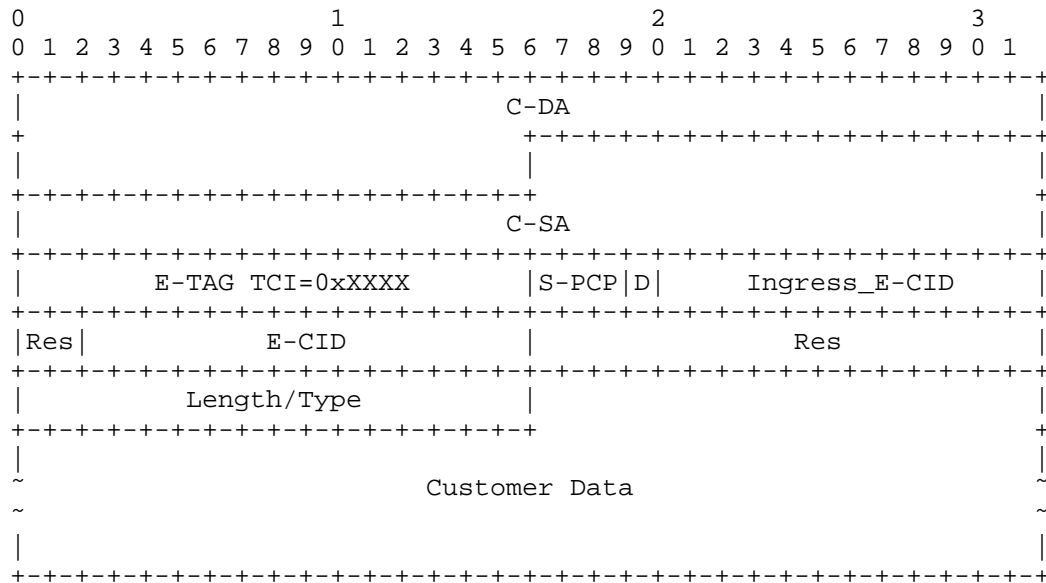 0                   1                   2                   3
0 1 2 3 4 5 6 7 8 9 0 1 2 3 4 5 6 7 8 9 0 1 2 3 4 5 6 7 8 9 0 1
+-+-+-+-+-+-+-+-+-+-+-+-+-+-+-+-+-+-+-+-+-+-+-+-+-+-+-+-+-+-+-+-+
|                              C-DA                             |
+                               +-+-+-+-+-+-+-+-+-+-+-+-+-+-+-+-+
|                               |                               |
+-+-+-+-+-+-+-+-+-+-+-+-+-+-+-+-+                               +
|                              C-SA                             |
+-+-+-+-+-+-+-+-+-+-+-+-+-+-+-+-+-+-+-+-+-+-+-+-+-+-+-+-+-+-+-+-+
|        E-TAG TCI=0xXXXX       |S-PCP|D|     Ingress_E-CID     |
+-+-+-+-+-+-+-+-+-+-+-+-+-+-+-+-+-+-+-+-+-+-+-+-+-+-+-+-+-+-+-+-+
|Res|           E-CID           |              Res              |
+-+-+-+-+-+-+-+-+-+-+-+-+-+-+-+-+-+-+-+-+-+-+-+-+-+-+-+-+-+-+-+-+
|          Length/Type          |                               |
+-+-+-+-+-+-+-+-+-+-+-+-+-+-+-+-+                               +
|                                                               |
~                         Customer Data                         ~
~                                                               ~
|                                                               |
+-+-+-+-+-+-+-+-+-+-+-+-+-+-+-+-+-+-+-+-+-+-+-+-+-+-+-+-+-+-+-+-+